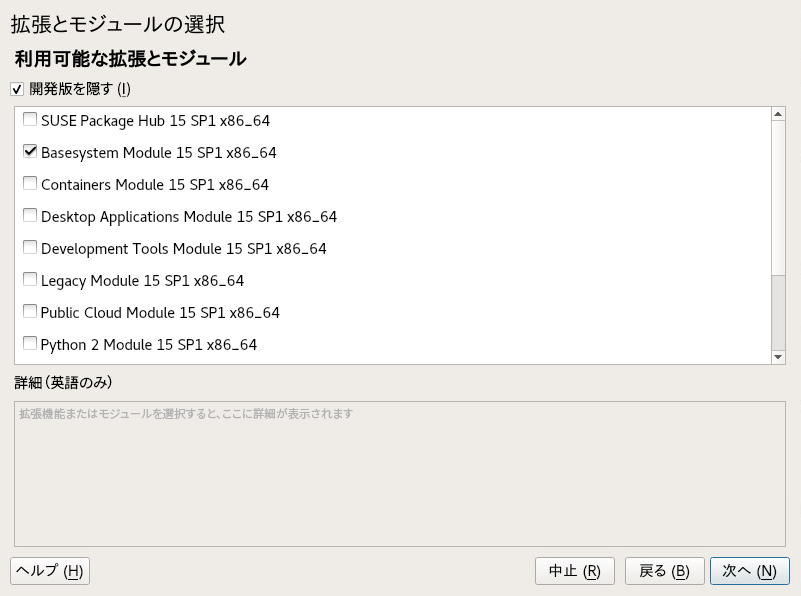 拡張とモジュールの選択
利用可能な拡張とモジュール
開発版を隠す (I)
SUSE Package Hub 15 SP1 x86_64
Basesystem Module 15 SP1 x86_64
Containers Module 15 SP1 x86_64
Desktop Applications Module 15 SP1 x86_64
Development Tools Module 15 SP1 x86_64
Legacy Module 15 SP1 x86_64
Public Cloud Module 15 SP1 x86_64
Python 2 Module 15 SP1 x86_64
詳細 (英語のみ)
拡張機能またはモジュールを選択すると、ここに詳細が表示されます
ヘルプ (H) 中止 (R) 戻る (B) 次へ (N)